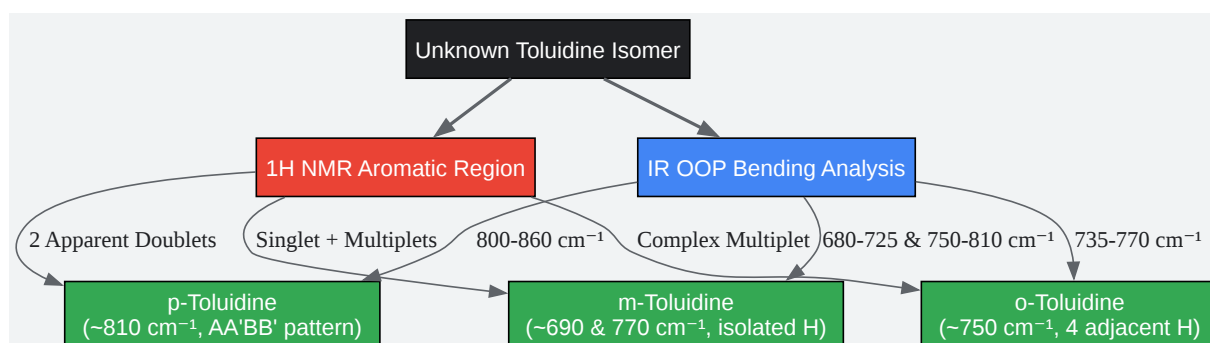 Unknown Toluidine Isomer
1H NMR Aromatic Region
IR OOP Bending Analysis
2 Apparent Doublets
Singlet + Multiplets
800-860 cm⁻¹
Complex Multiplet
680-725 & 750-810 cm⁻¹
735-770 cm⁻¹
p-Toluidine
(~810 cm⁻¹, AA'BB' pattern)
m-Toluidine
(~690 & 770 cm⁻¹, isolated H)
o-Toluidine
(~750 cm⁻¹, 4 adjacent H)